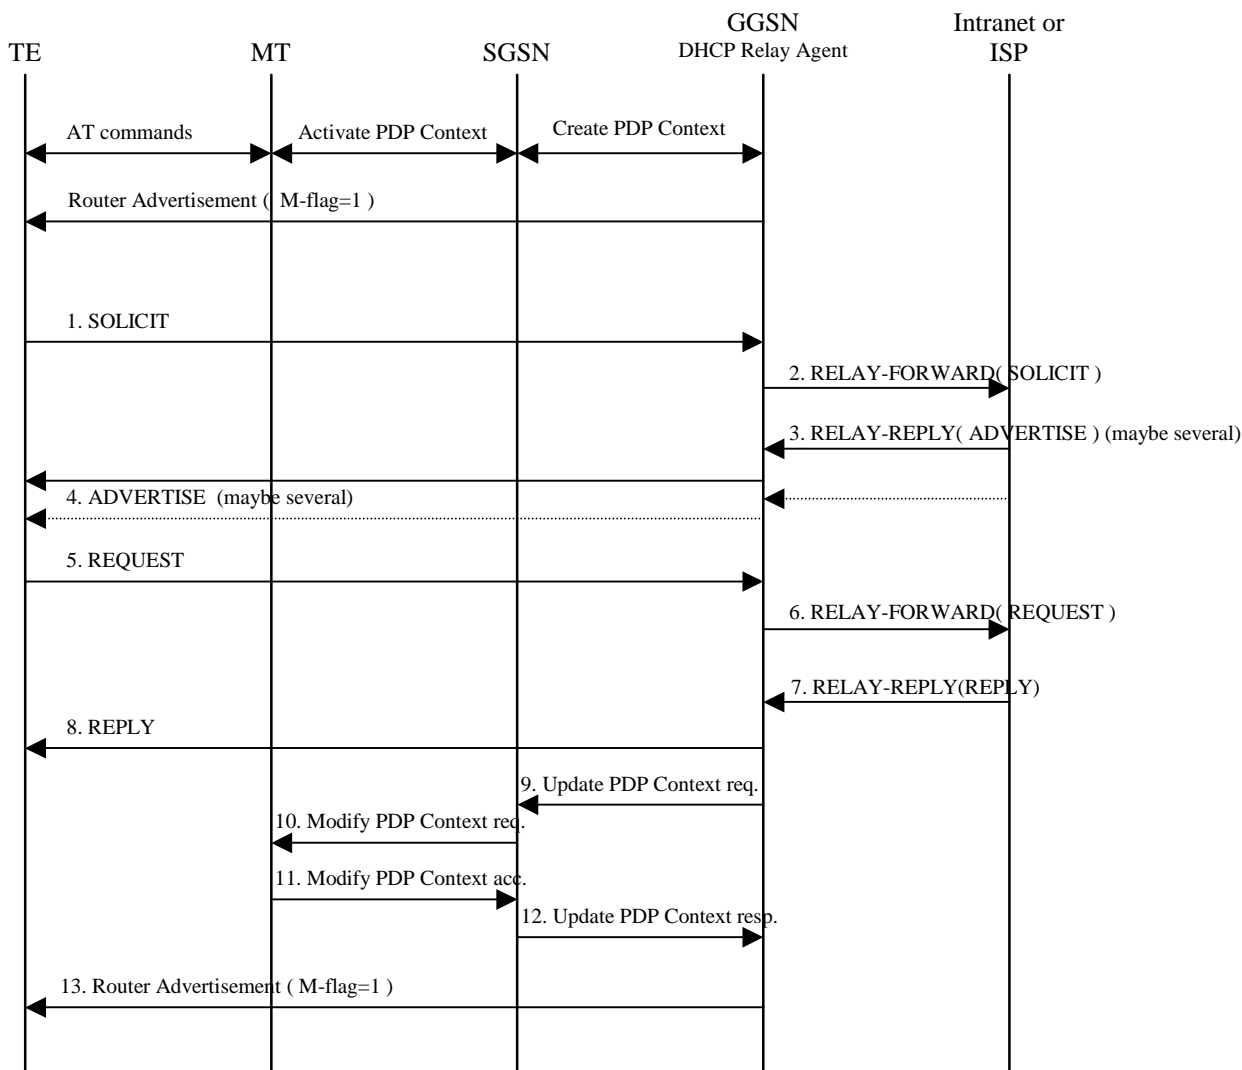 GGSN
Intranet or
TE
MT
SGSN
DHCP Relay Agent
ISP
AT commands
Activate PDP Context
Create PDP Context
Router Advertisement ( M-flag=1 )
1. SOLICIT
2. RELAY-FORWARD( SOLICIT )
3. RELAY-REPLY( ADVERTISE ) (maybe several)
4. ADVERTISE (maybe several)
5. REQUEST
6. RELAY-FORWARD( REQUEST )
7. RELAY-REPLY(REPLY)
8. REPLY
9. Update PDP Context req.
10. Modify PDP Context req.
11. Modify PDP Context acc.
12. Update PDP Context resp.
13. Router Advertisement ( M-flag=1 )